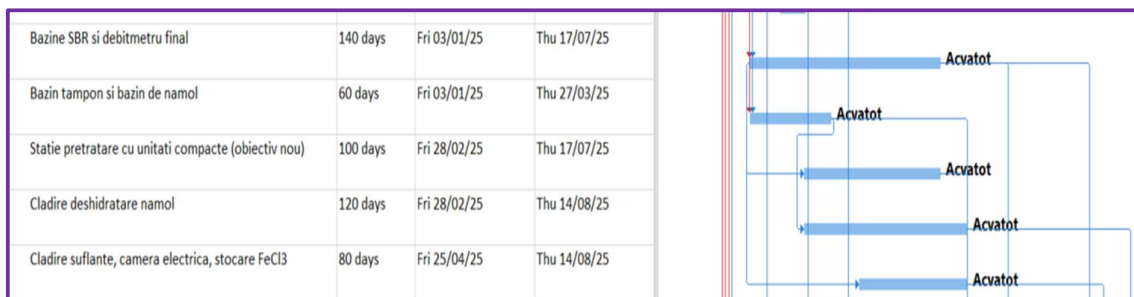 Bazine SBR si debitmetru final 140 days Fri 03/01/25 Thu 17/07/25 Acvatot
Bazin tampon si bazin de namol 60 days Fri 03/01/25 Thu 27/03/25 Acvatot
Statie pretratare cu unitati compacte (obiectiv nou) 100 days Fri 28/02/25 Thu 17/07/25 Acvatot
Cladire deshidratare namol 120 days Fri 28/02/25 Thu 14/08/25 Acvatot
Cladire suflante, camera electrica, stocare FeCl3 80 days Fri 25/04/25 Thu 14/08/25 Acvatot